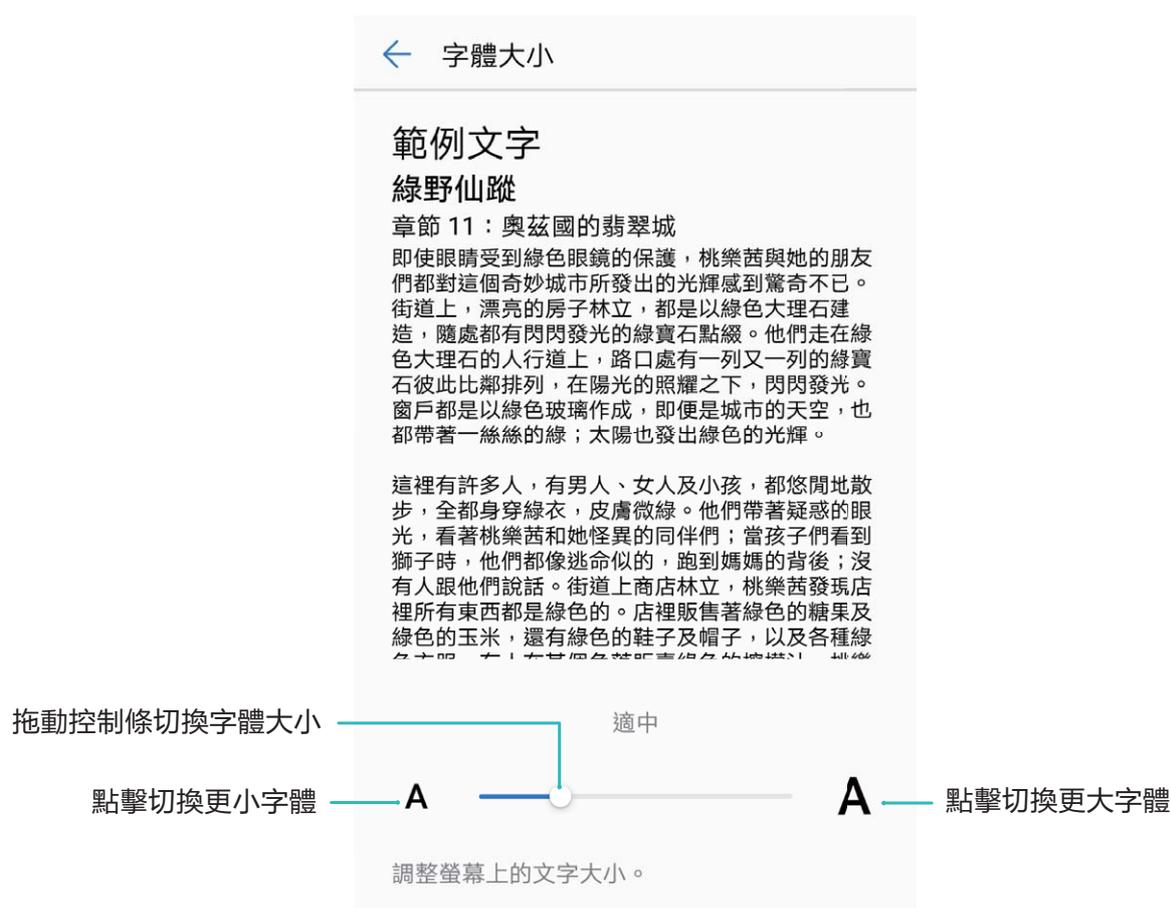 字體大小
範例文字
綠野仙蹤
章節 11：奧茲國的翡翠城
即使眼睛受到綠色眼鏡的保護，桃樂茜與她的朋友
們都對這個奇妙城市所發出的光輝感到驚奇不已。
街道上，漂亮的房子林立，都是以綠色大理石建
造，隨處都有閃閃發光的綠寶石點綴。他們走在綠
色大理石的人行道上，路口處有一列又一列的綠寶
石彼此比鄰排列，在陽光的照耀之下，閃閃發光。
窗戶都是以綠色玻璃作成，即便是城市的天空，也
都帶著一絲絲的綠；太陽也發出綠色的光輝。
這裡有許多人，有男人、女人及小孩，都悠閒地散
步，全都身穿綠衣，皮膚微綠。他們帶著疑惑的眼
光，看著桃樂茜和她怪異的同伴們；當孩子們看到
獅子時，他們都像逃命似的，跑到媽媽的背後；沒
有人跟他們說話。街道上商店林立，桃樂茜發現店
裡所有東西都是綠色的。店裡販售著綠色的糖果及
綠色的玉米，還有綠色的鞋子及帽子，以及各種綠
拖動控制條切換字體大小
適中
點擊切換更小字體
A
A
點擊切換更大字體
調整螢幕上的文字大小。